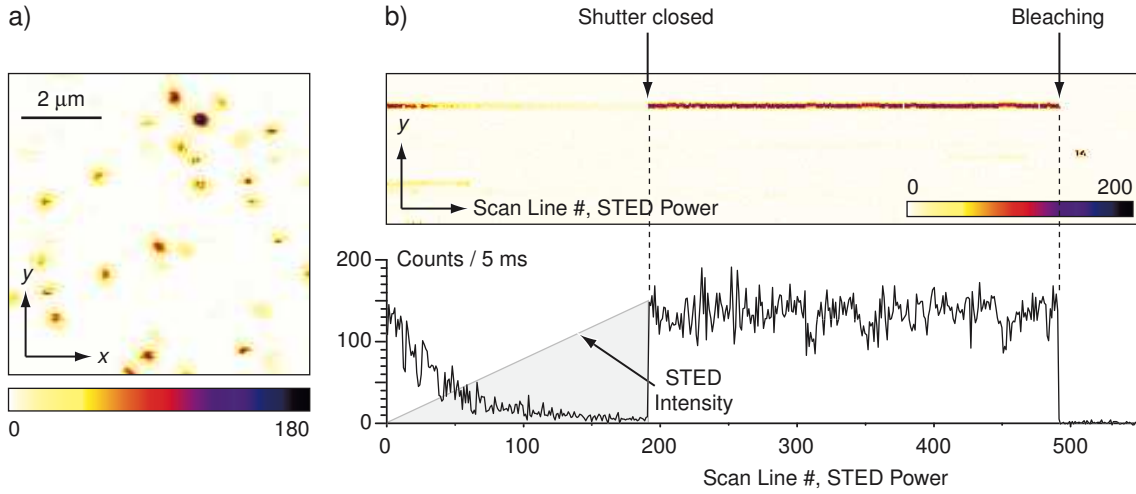 a)
2 µm
y
x
0 180
b)
Shutter closed Bleaching
y
Scan Line #, STED Power
0 200
Counts / 5 ms
200
100
0
STED
Intensity
0 100 200 300 400 500
Scan Line #, STED Power